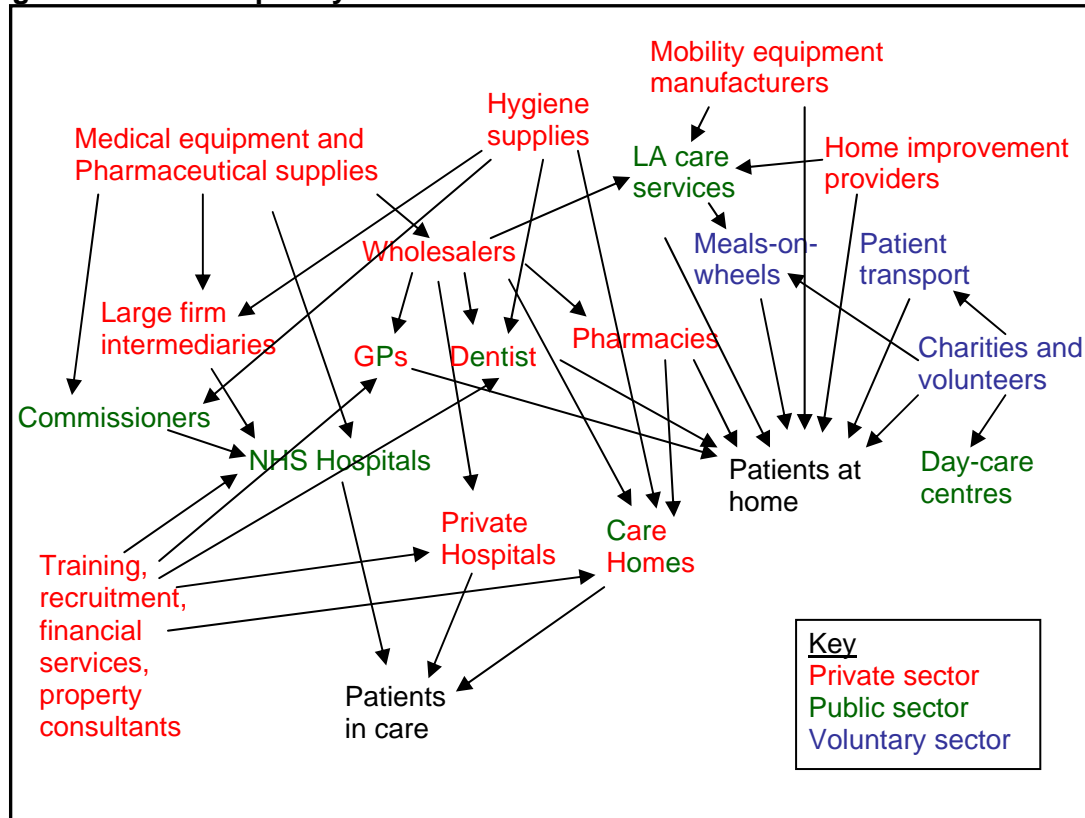 Mobility equipment
manufacturers
Hygiene
supplies
Medical equipment and
Pharmaceutical supplies
LA care
services
Home improvement
providers
Wholesalers
Meals-on-
wheels
Patient
transport
Large firm
intermediaries
GPs
Dentist
Pharmacies
Charities and
volunteers
Commissioners
NHS Hospitals
Patients at
home
Day-care
centres
Private
Hospitals
Care
Homes
Training,
recruitment,
financial
services,
property
consultants
Patients
in care
Key
Private sector
Public sector
Voluntary sector